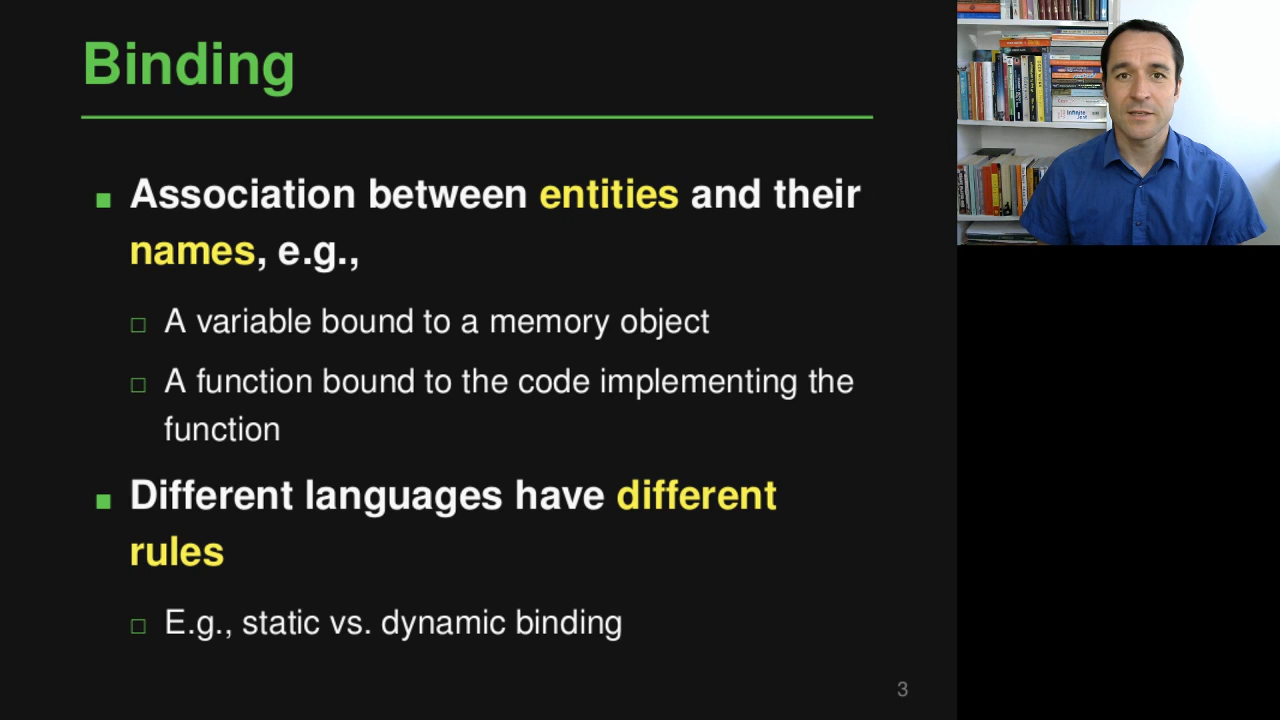 Binding
Association between entities and their
names, e.g.,
A variable bound to a memory object
A function bound to the code implementing the
function
Different languages have different
rules
E.g., static vs. dynamic binding
3
Infinite